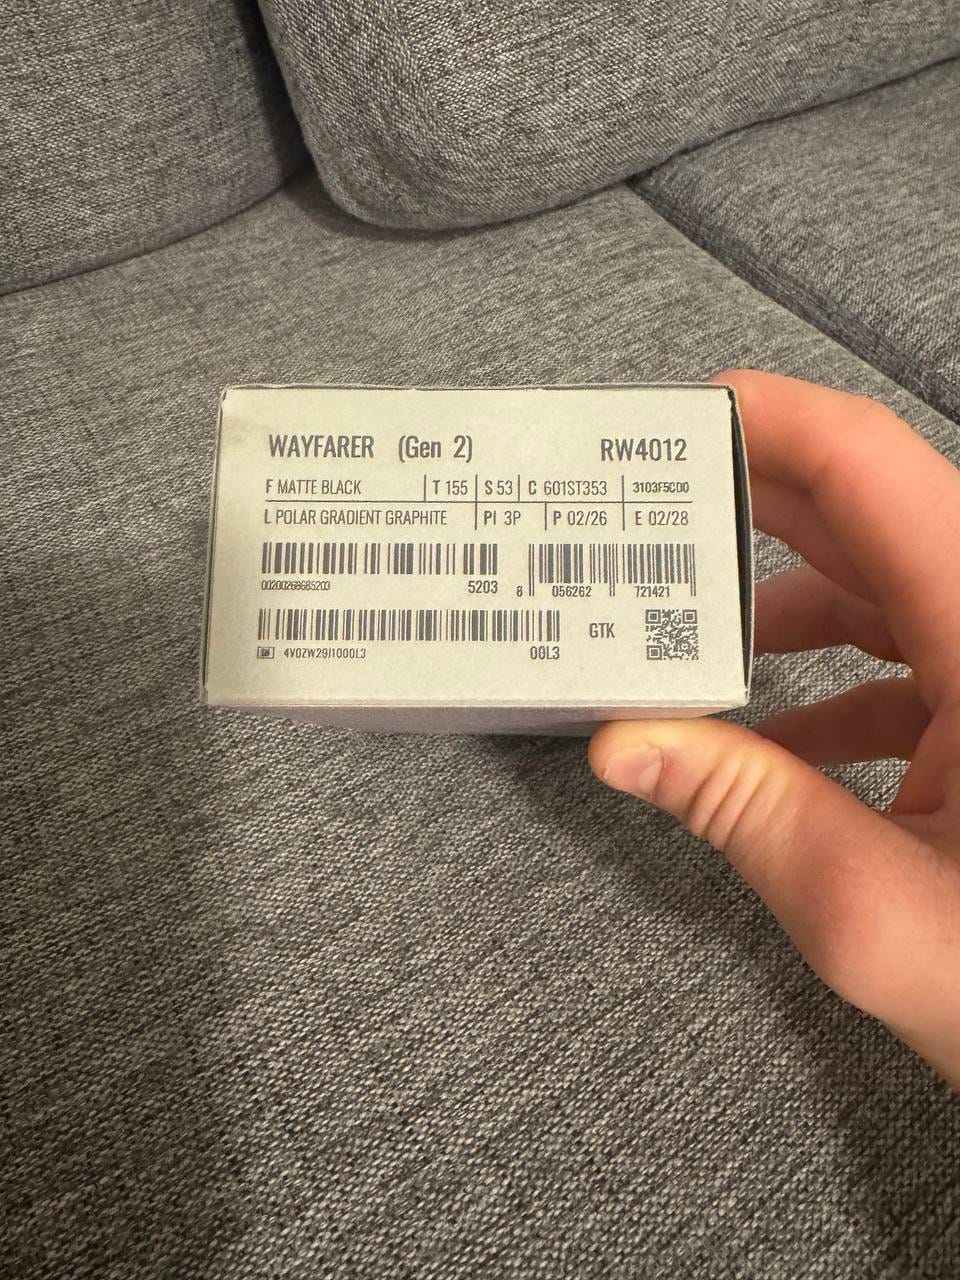 WAYFARER (Gen 2) RW4012
F MATTE BLACK T 155 S 53 C 601ST353 3103F5CD0
L POLAR GRADIENT GRAPHITE PI 3P P 02/26 E 02/28
00200268685203 5203 8 056262 721421
GTK
4V0ZW29J1000L3 00L3